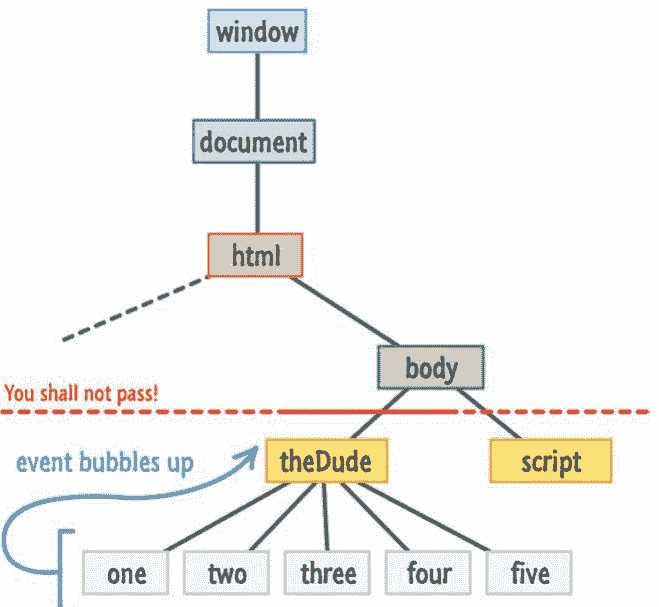 window
document
html
body
You shall not pass!
event bubbles up
theDude
script
one
two
three
four
five